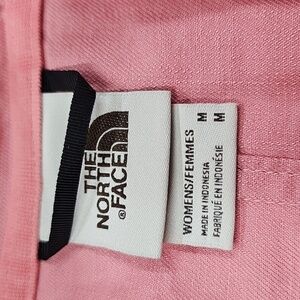 THE
NORTH
FACE®
WOMENS/FEMMES M M
MADE IN INDONESIA
FABRIQUÉ EN INDONÉSIE